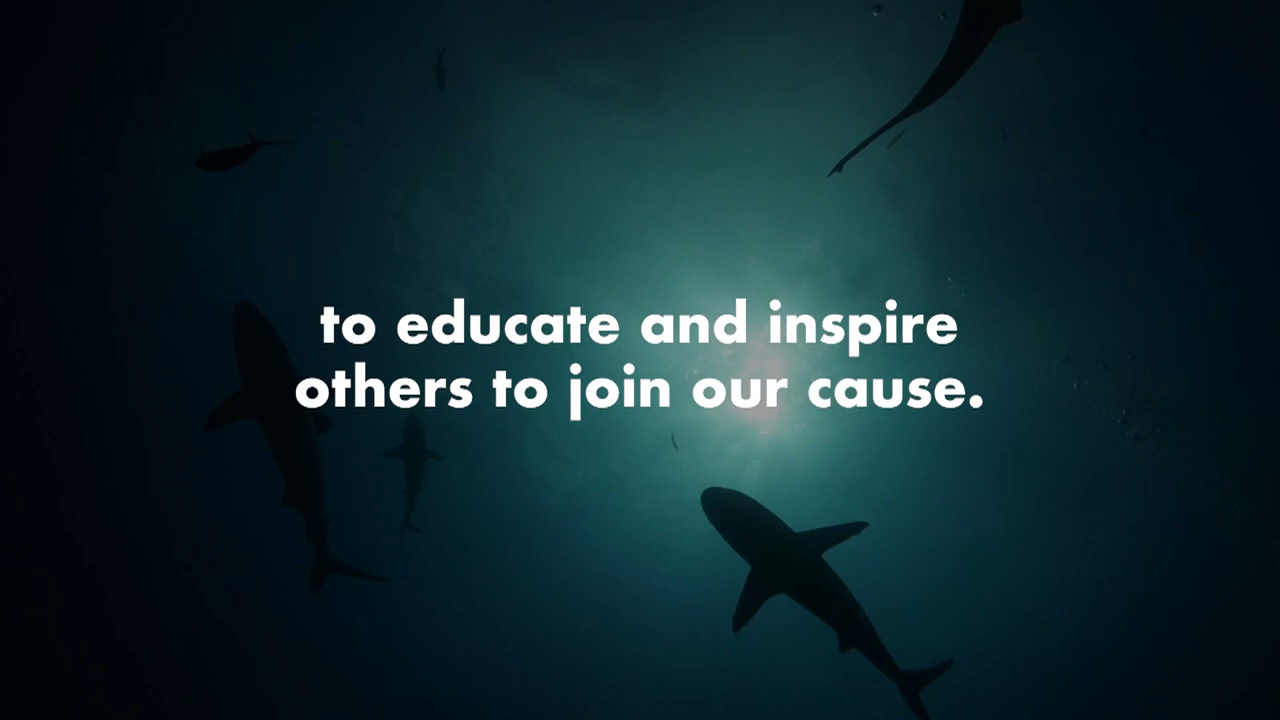 to educate and inspire
others to join our cause.